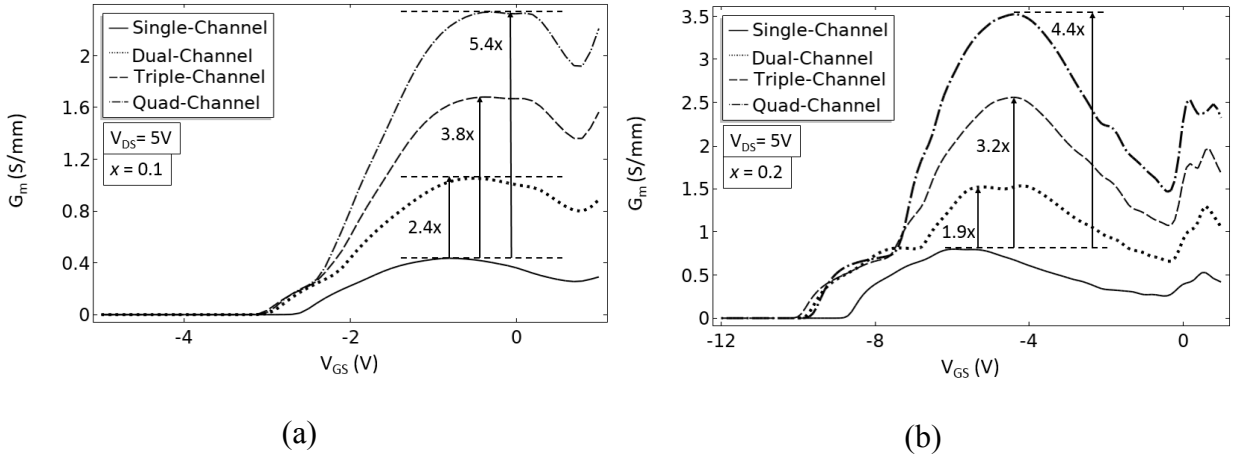 G_m (S/mm)
2
1.6
1.2
0.8
0.4
0
-4
-2
0
V_GS (V)
Single-Channel
Dual-Channel
Triple-Channel
Quad-Channel
V_DS= 5V
x = 0.1
5.4x
3.8x
2.4x
(a)
G_m (S/mm)
3.5
3
2.5
2
1.5
1
0.5
0
-12
-8
-4
0
V_GS (V)
Single-Channel
Dual-Channel
Triple-Channel
Quad-Channel
V_DS= 5V
x = 0.2
4.4x
3.2x
1.9x
(b)